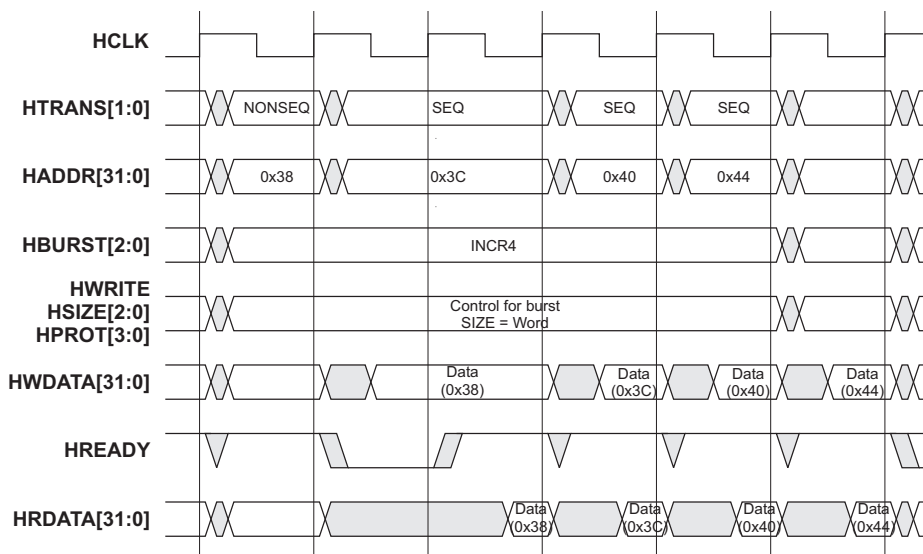 HCLK
HTRANS[1:0] NONSEQ SEQ SEQ SEQ
HADDR[31:0] 0x38 0x3C 0x40 0x44
HBURST[2:0] INCR4
HWRITE
HSIZE[2:0]
HPROT[3:0]
Control for burst
SIZE = Word
HWDATA[31:0]
Data Data Data Data
(0x38) (0x3C) (0x40) (0x44)
HREADY
HRDATA[31:0]
Data Data Data Data
(0x38) (0x3C) (0x40) (0x44)